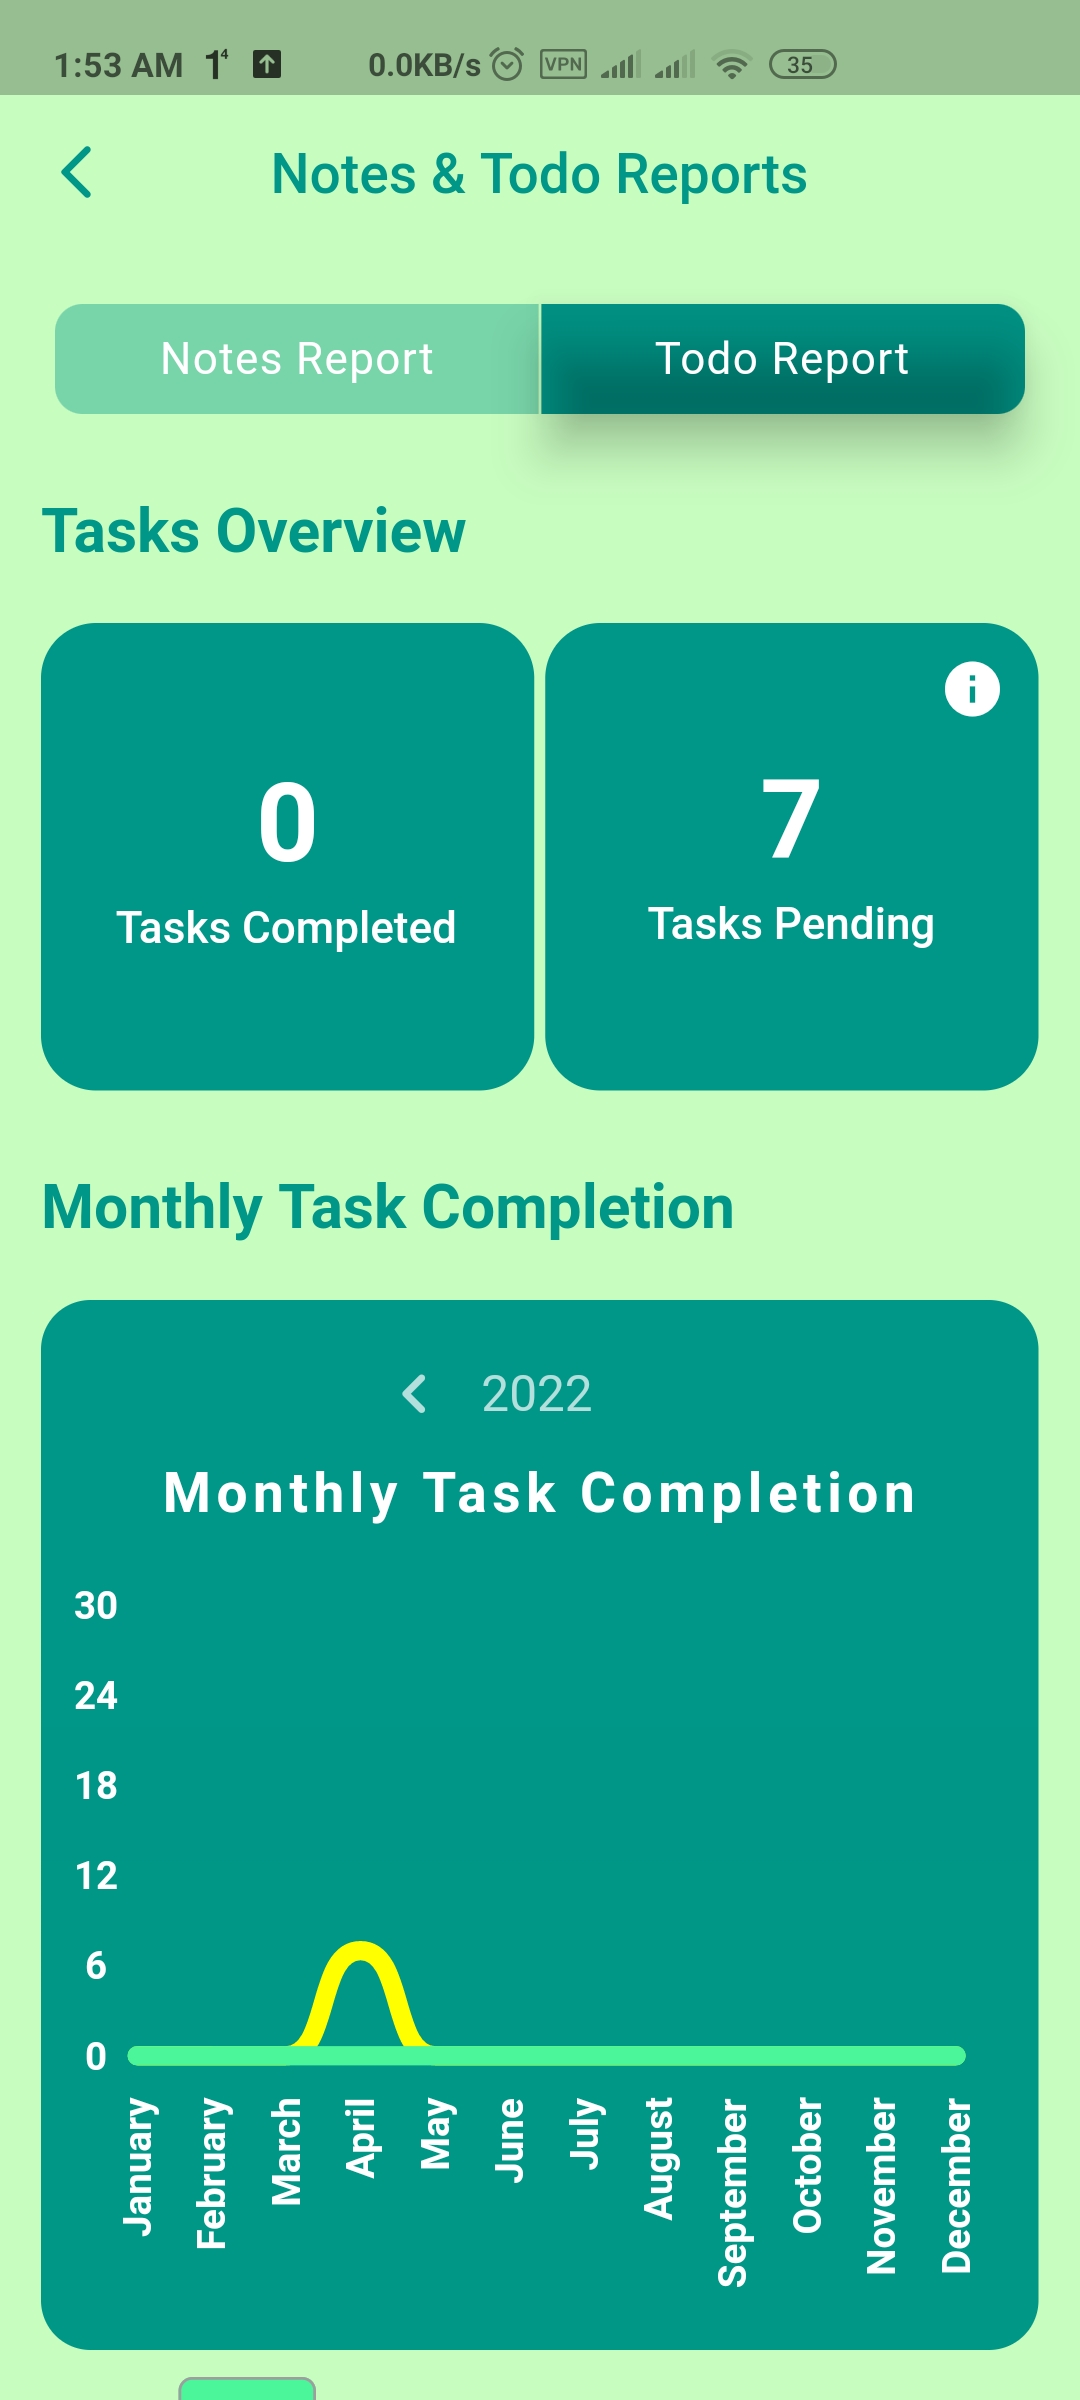 1:53 AM 1⁴ 0.0KB/s VPN 35
Notes & Todo Reports
Notes Report Todo Report
Tasks Overview
0 7
Tasks Completed Tasks Pending
Monthly Task Completion
2022
Monthly Task Completion
30
24
18
12
6
0
January February March April May June July August September October November December